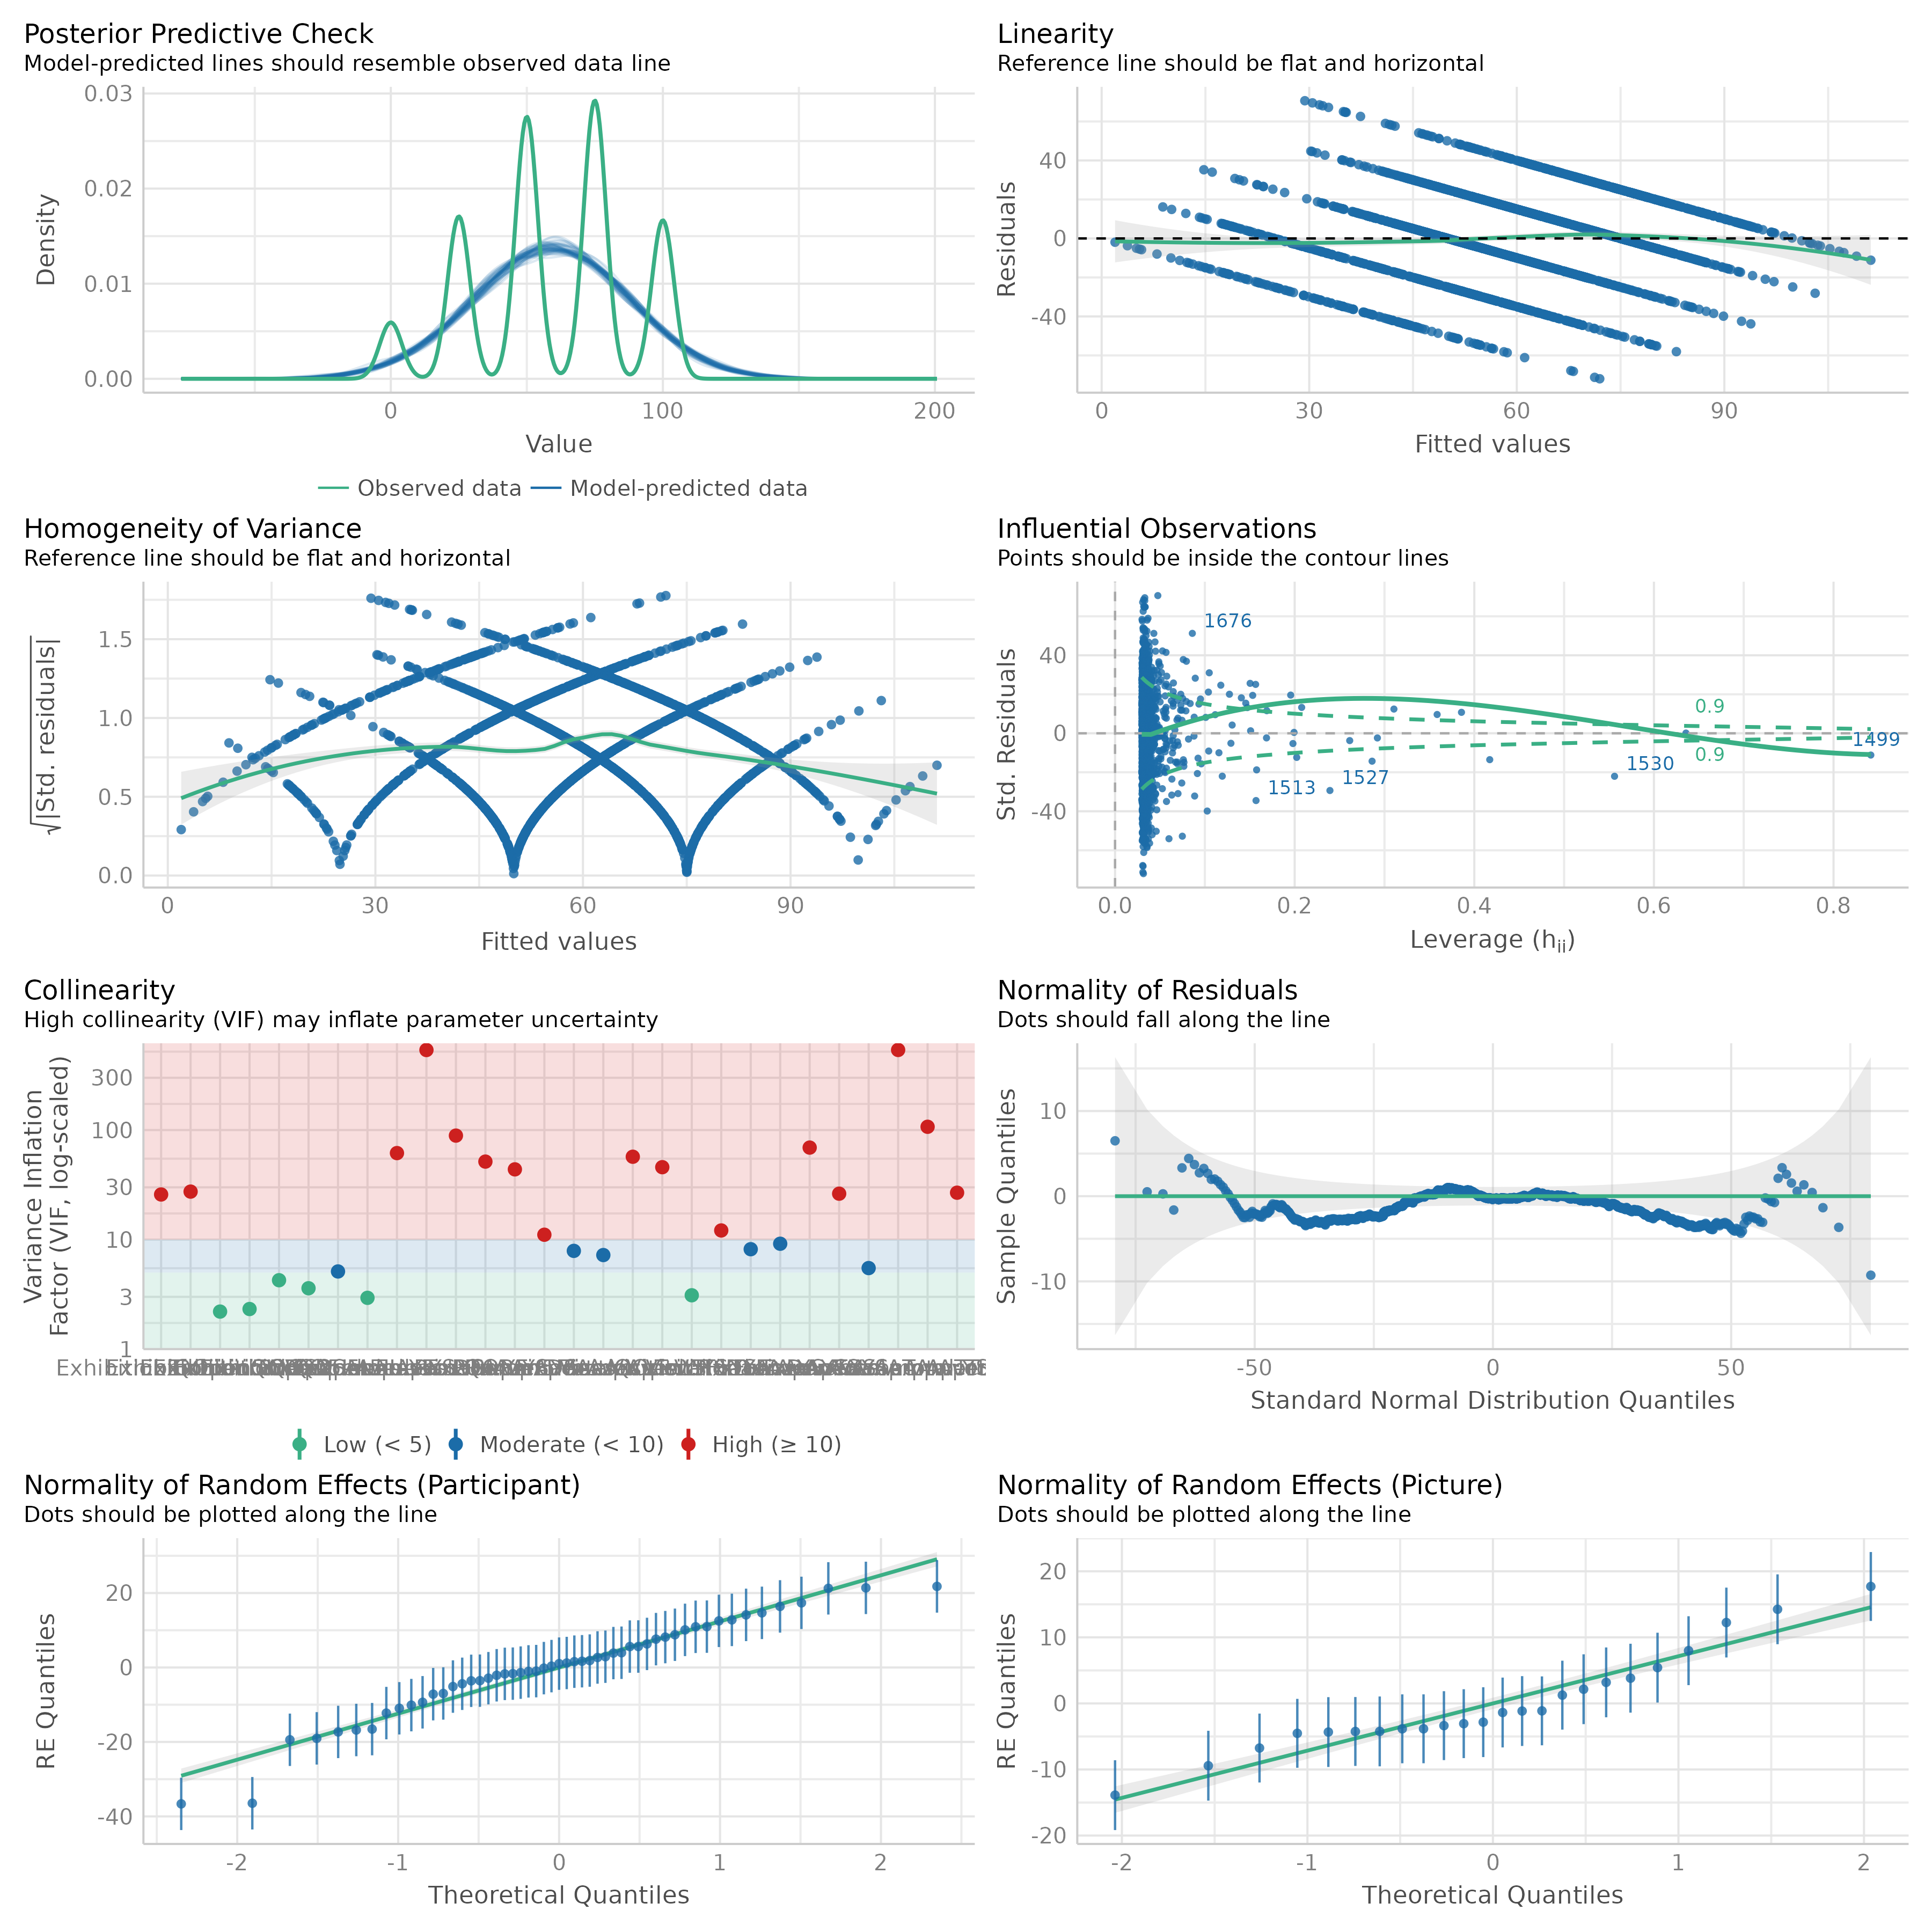 Posterior Predictive Check
Model-predicted lines should resemble observed data line
0.03
0.02
0.01
0.00
Density
0
100
200
Value
Observed data
Model-predicted data
Linearity
Reference line should be flat and horizontal
40
0
-40
Residuals
0
30
60
90
Fitted values
Homogeneity of Variance
Reference line should be flat and horizontal
1.5
1.0
0.5
0.0
√|Std. residuals|
0
30
60
90
Fitted values
Influential Observations
Points should be inside the contour lines
40
0
-40
Std. Residuals
1676
0.9
1499
0.9
1530
1527
1513
0.0
0.2
0.4
0.6
0.8
Leverage (hii)
Collinearity
High collinearity (VIF) may inflate parameter uncertainty
300
100
30
10
3
1
Variance Inflation
Factor (VIF, log-scaled)
Low (< 5)
Moderate (< 10)
High (≥ 10)
Normality of Residuals
Dots should fall along the line
10
0
-10
Sample Quantiles
-50
0
50
Standard Normal Distribution Quantiles
Normality of Random Effects (Participant)
Dots should be plotted along the line
20
0
-20
-40
RE Quantiles
-2
-1
0
1
2
Theoretical Quantiles
Normality of Random Effects (Picture)
Dots should be plotted along the line
20
10
0
-10
-20
RE Quantiles
-2
-1
0
1
2
Theoretical Quantiles